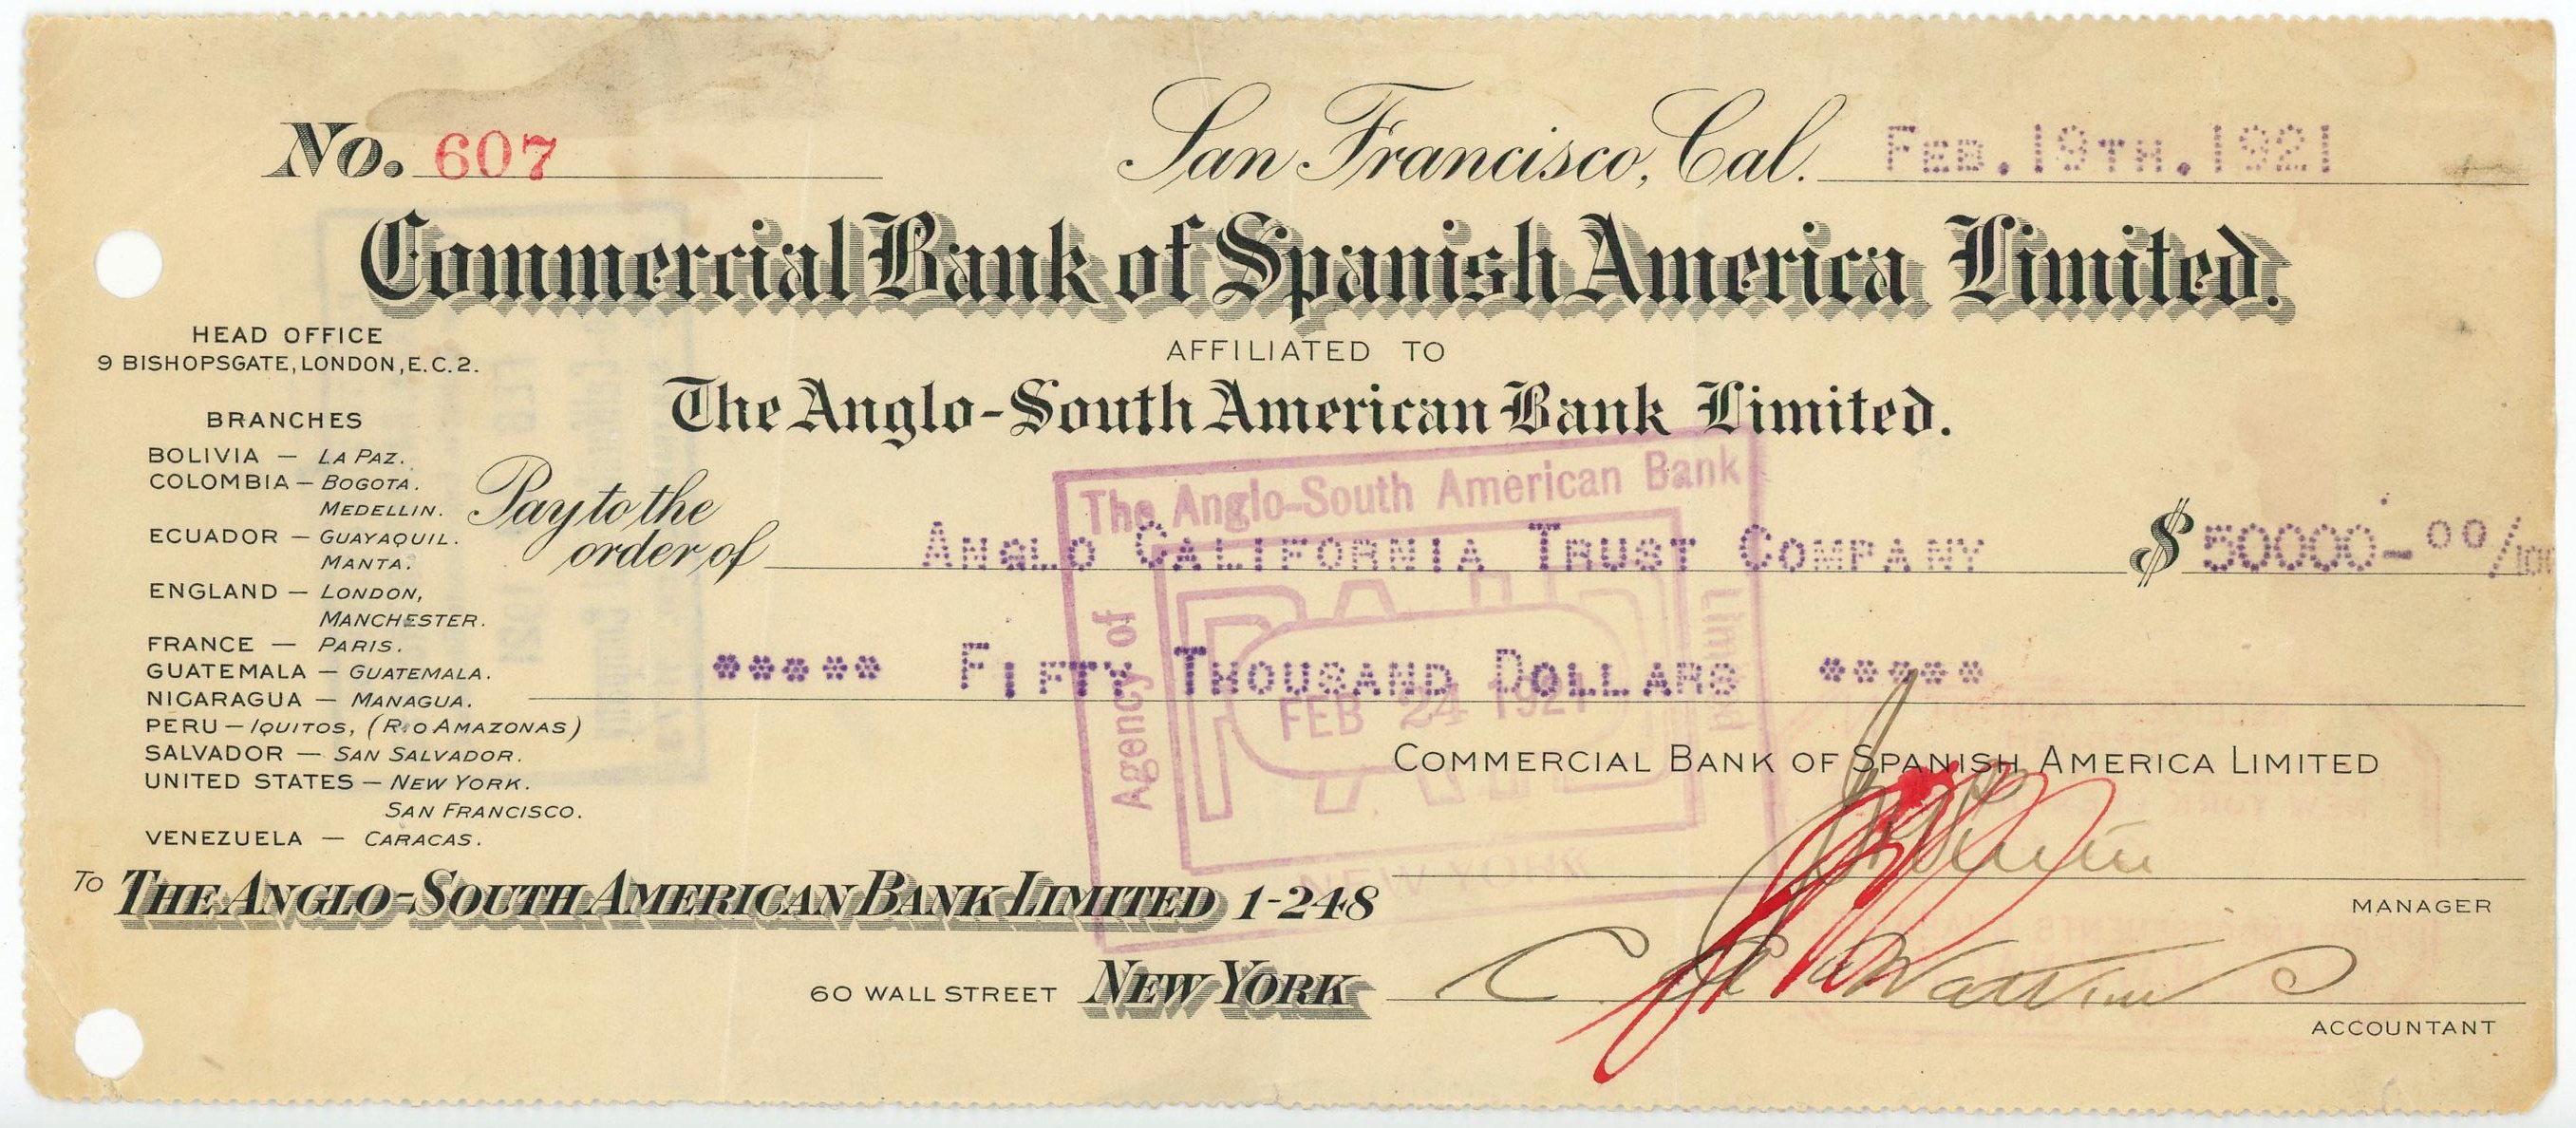 No. 607
San Francisco, Cal. FEB. 19TH. 1921
Commercial Bank of Spanish America Limited.
HEAD OFFICE
9 BISHOPSGATE, LONDON, E.C.2.
AFFILIATED TO
The Anglo-South American Bank Limited.
BRANCHES
BOLIVIA — LA PAZ.
COLOMBIA — BOGOTA.
MEDELLIN.
ECUADOR — GUAYAQUIL.
MANTA.
ENGLAND — LONDON,
MANCHESTER.
FRANCE — PARIS.
GUATEMALA — GUATEMALA.
NICARAGUA — MANAGUA.
PERU — IQUITOS, (RIO AMAZONAS)
SALVADOR — SAN SALVADOR.
UNITED STATES — NEW YORK.
SAN FRANCISCO.
VENEZUELA — CARACAS.
Pay to the
order of ANGLO CALIFORNIA TRUST COMPANY $ 50000-00/100
***** FIFTY THOUSAND DOLLARS *****
The Anglo-South American Bank
Limited
Agency of
PAID
FEB 24 1921
NEW YORK
COMMERCIAL BANK OF SPANISH AMERICA LIMITED
MANAGER
To THE ANGLO-SOUTH AMERICAN BANK LIMITED 1-248
60 WALL STREET NEW YORK
ACCOUNTANT